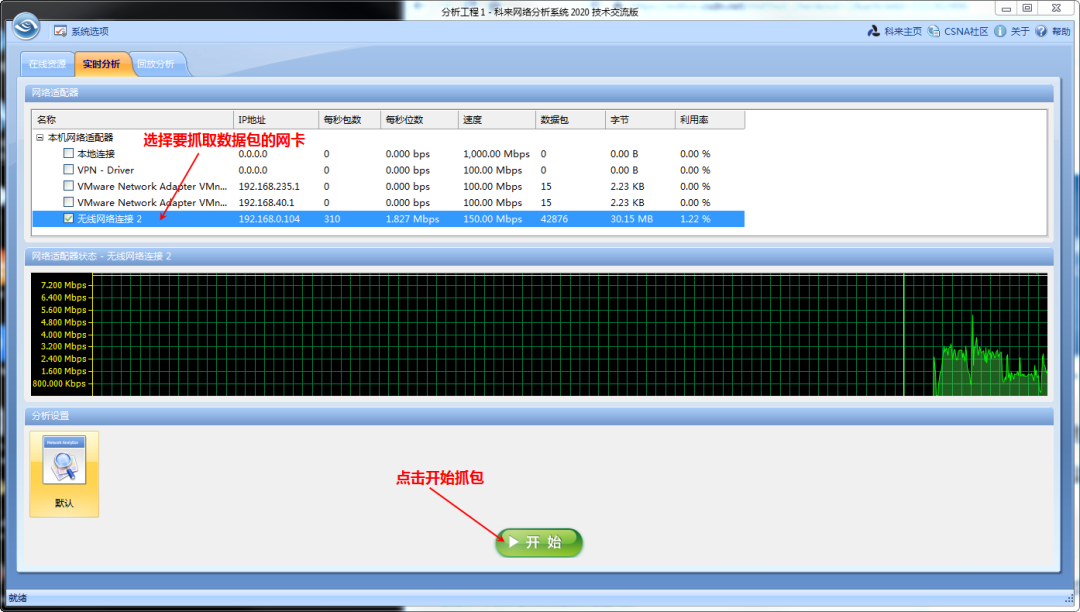 分析工程 1 - 科来网络分析系统 2020 技术交流版
系统选项 科来主页 CSNA社区 关于 帮助
在线资源 实时分析 回放分析
网络适配器
名称 IP地址 每秒包数 每秒位数 速度 数据包 字节 利用率
本机网络适配器
选择要抓取数据包的网卡
本地连接 0.0.0.0 0 0.000 bps 1,000.00 Mbps 0 0.00 B 0.00 %
VPN - Driver 0.0.0.0 0 0.000 bps 100.00 Mbps 0 0.00 B 0.00 %
VMware Network Adapter VMn... 192.168.235.1 0 0.000 bps 100.00 Mbps 15 2.23 KB 0.00 %
VMware Network Adapter VMn... 192.168.40.1 0 0.000 bps 100.00 Mbps 15 2.23 KB 0.00 %
无线网络连接 2 192.168.0.104 310 1.827 Mbps 150.00 Mbps 42876 30.15 MB 1.22 %
网络适配器状态 - 无线网络连接 2
7.200 Mbps
6.400 Mbps
5.600 Mbps
4.800 Mbps
4.000 Mbps
3.200 Mbps
2.400 Mbps
1.600 Mbps
800.000 Kbps
分析设置
Network Analysis
默认
点击开始抓包
开 始
就绪